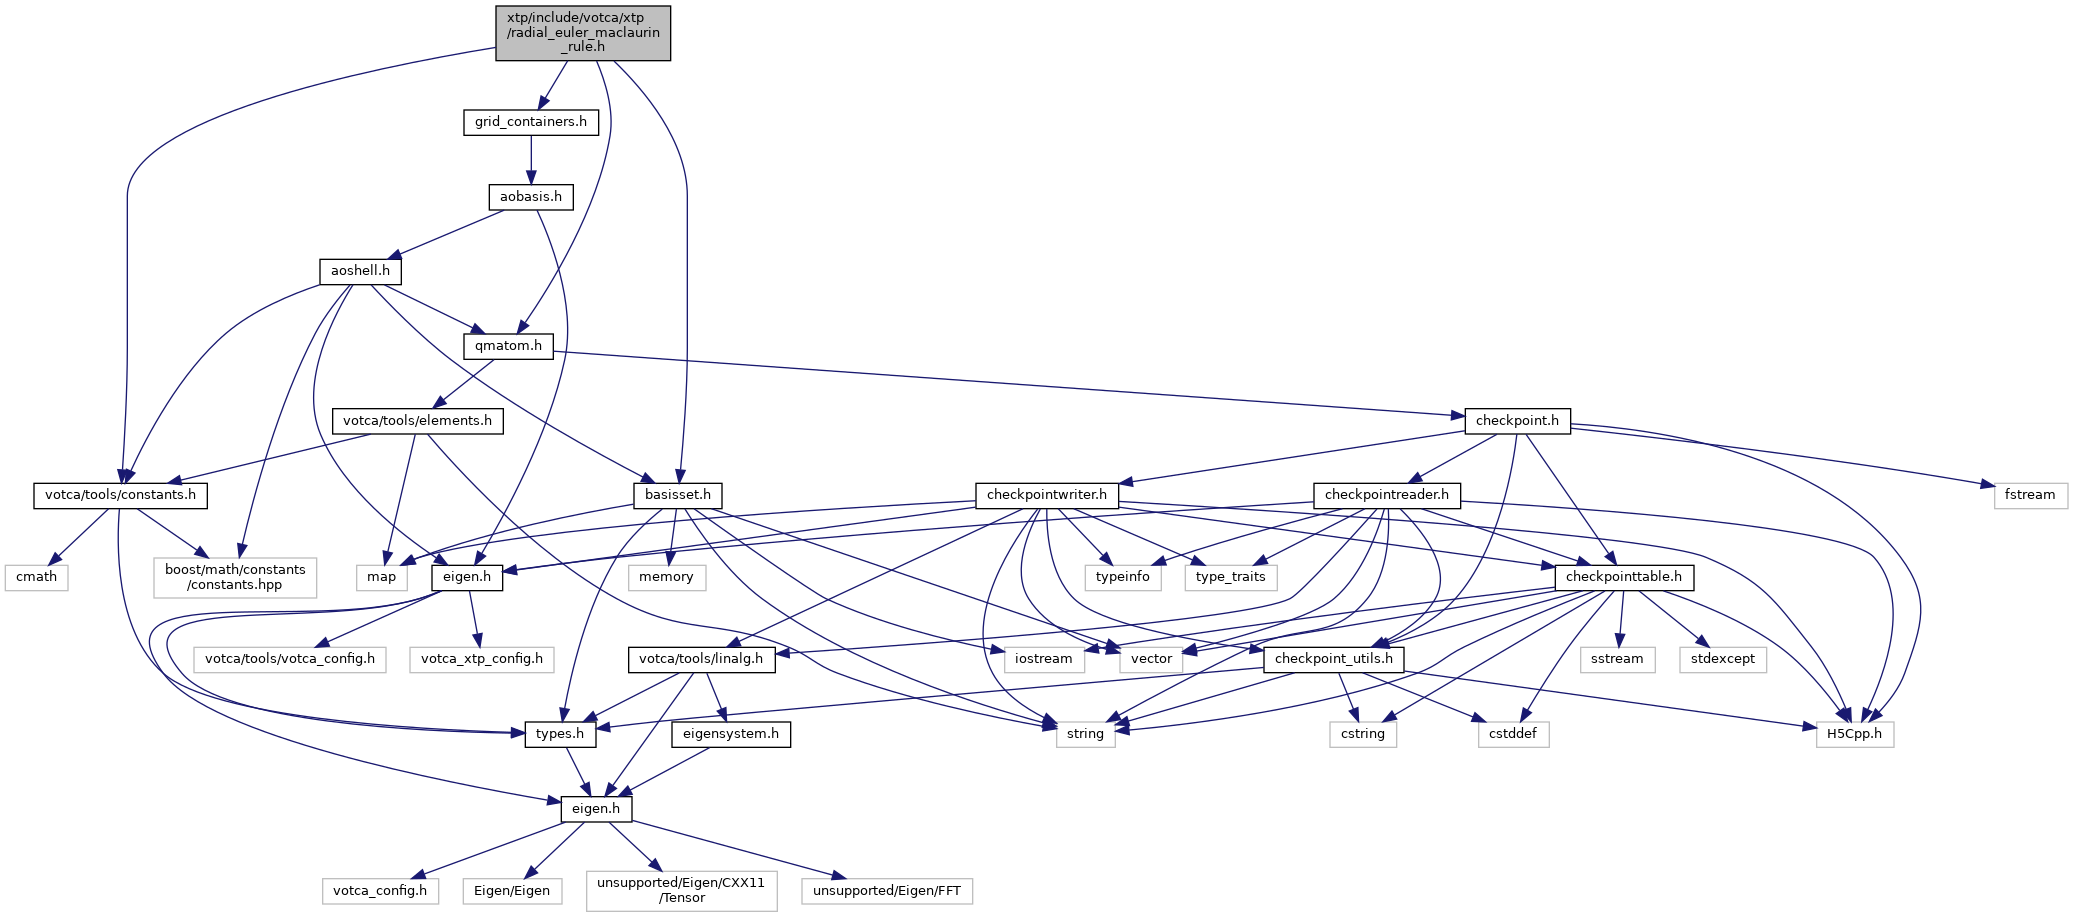 xtp/include/votca/xtp
/radial_euler_maclaurin
_rule.h
grid_containers.h
aobasis.h
aoshell.h
qmatom.h
votca/tools/elements.h
checkpoint.h
votca/tools/constants.h
basisset.h
checkpointwriter.h
checkpointreader.h
fstream
cmath
boost/math/constants
/constants.hpp
map
eigen.h
memory
typeinfo
type_traits
checkpointtable.h
votca/tools/votca_config.h
votca_xtp_config.h
votca/tools/linalg.h
iostream
vector
checkpoint_utils.h
sstream
stdexcept
types.h
eigensystem.h
string
cstring
cstddef
H5Cpp.h
eigen.h
votca_config.h
Eigen/Eigen
unsupported/Eigen/CXX11
/Tensor
unsupported/Eigen/FFT